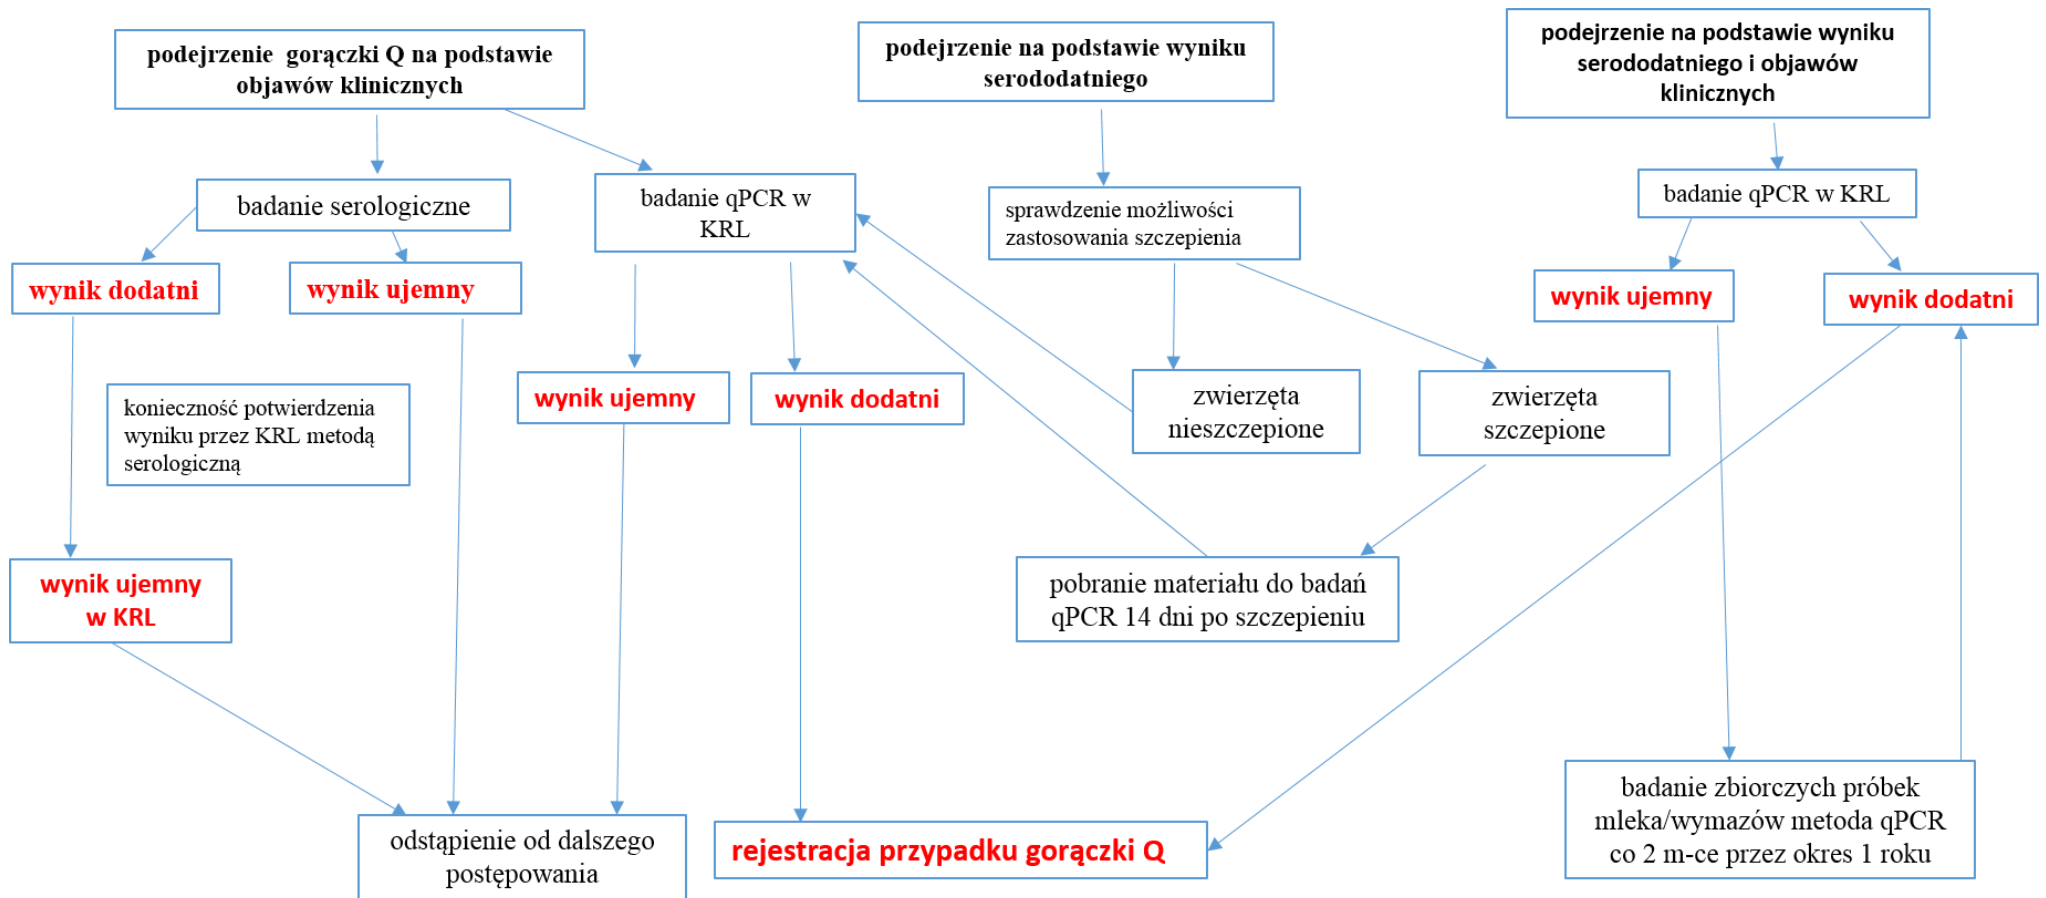 podejrzenie gorączki Q na podstawie
objawów klinicznych
podejrzenie na podstawie wyniku
serododatniego
podejrzenie na podstawie wyniku
serododatniego i objawów
klinicznych
badanie serologiczne
badanie qPCR w
KRL
sprawdzenie możliwości
zastosowania szczepienia
badanie qPCR w KRL
wynik dodatni
wynik ujemny
wynik ujemny
wynik dodatni
konieczność potwierdzenia
wyniku przez KRL metodą
serologiczną
wynik ujemny
wynik dodatni
zwierzęta
nieszczepione
zwierzęta
szczepione
wynik ujemny
w KRL
pobranie materiału do badań
qPCR 14 dni po szczepieniu
odstąpienie od dalszego
postępowania
rejestracja przypadku gorączki Q
badanie zbiorczych próbek
mleka/wymazów metoda qPCR
co 2 m-ce przez okres 1 roku